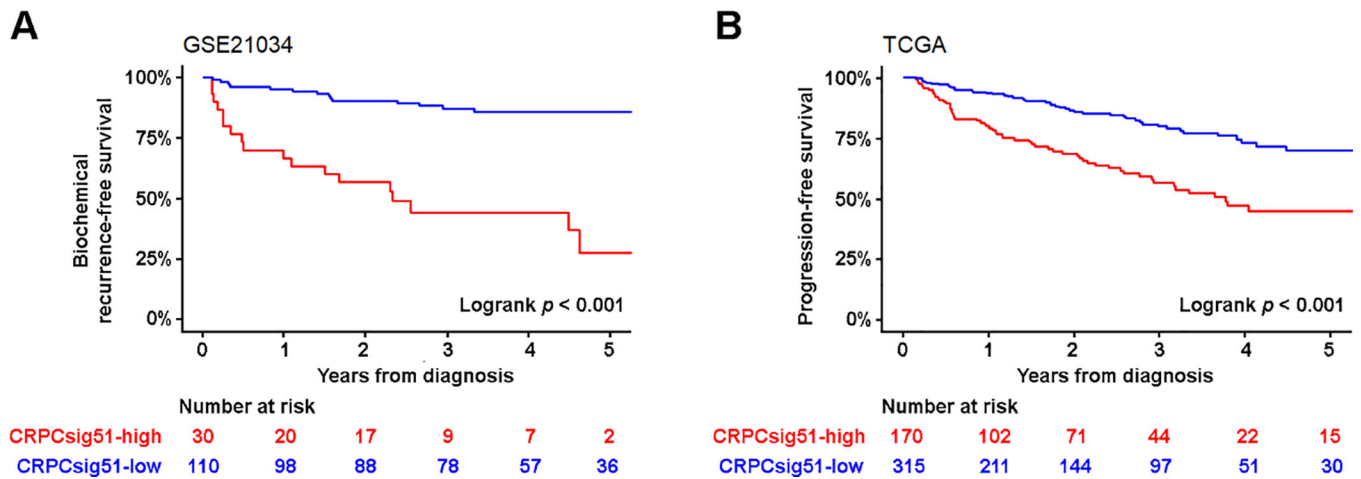 A
GSE21034
100%
75%
50%
25%
0%
Biochemical
recurrence-free survival
Logrank p < 0.001
0 1 2 3 4 5
Years from diagnosis
Number at risk
CRPCsig51-high 30 20 17 9 7 2
CRPCsig51-low 110 98 88 78 57 36
B
TCGA
100%
75%
50%
25%
0%
Progression-free survival
Logrank p < 0.001
0 1 2 3 4 5
Years from diagnosis
Number at risk
CRPCsig51-high 170 102 71 44 22 15
CRPCsig51-low 315 211 144 97 51 30